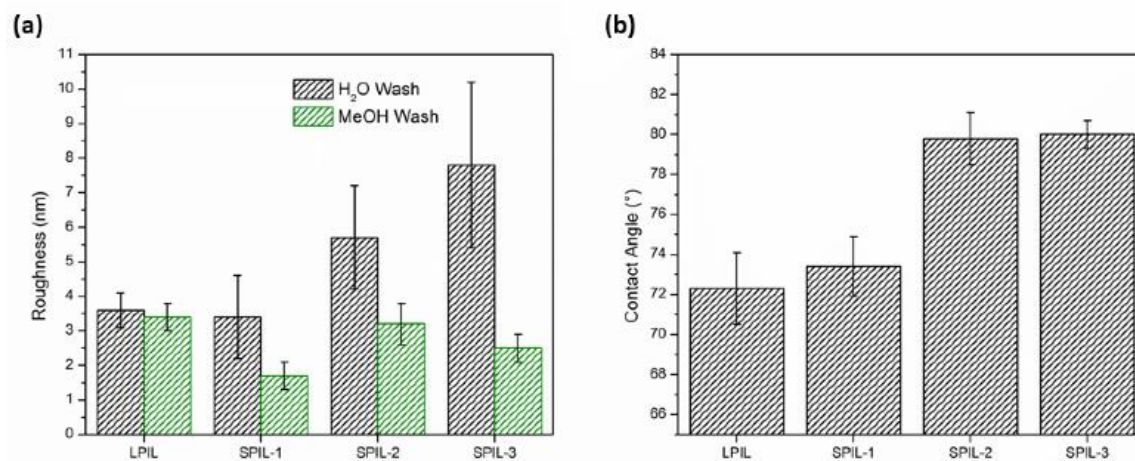 (a)
11
10
9
8
7
6
5
4
3
2
1
0
Roughness (nm)
H₂O Wash
MeOH Wash
LPIL SPIL-1 SPIL-2 SPIL-3
(b)
84
82
80
78
76
74
72
70
68
66
Contact Angle (°)
LPIL SPIL-1 SPIL-2 SPIL-3